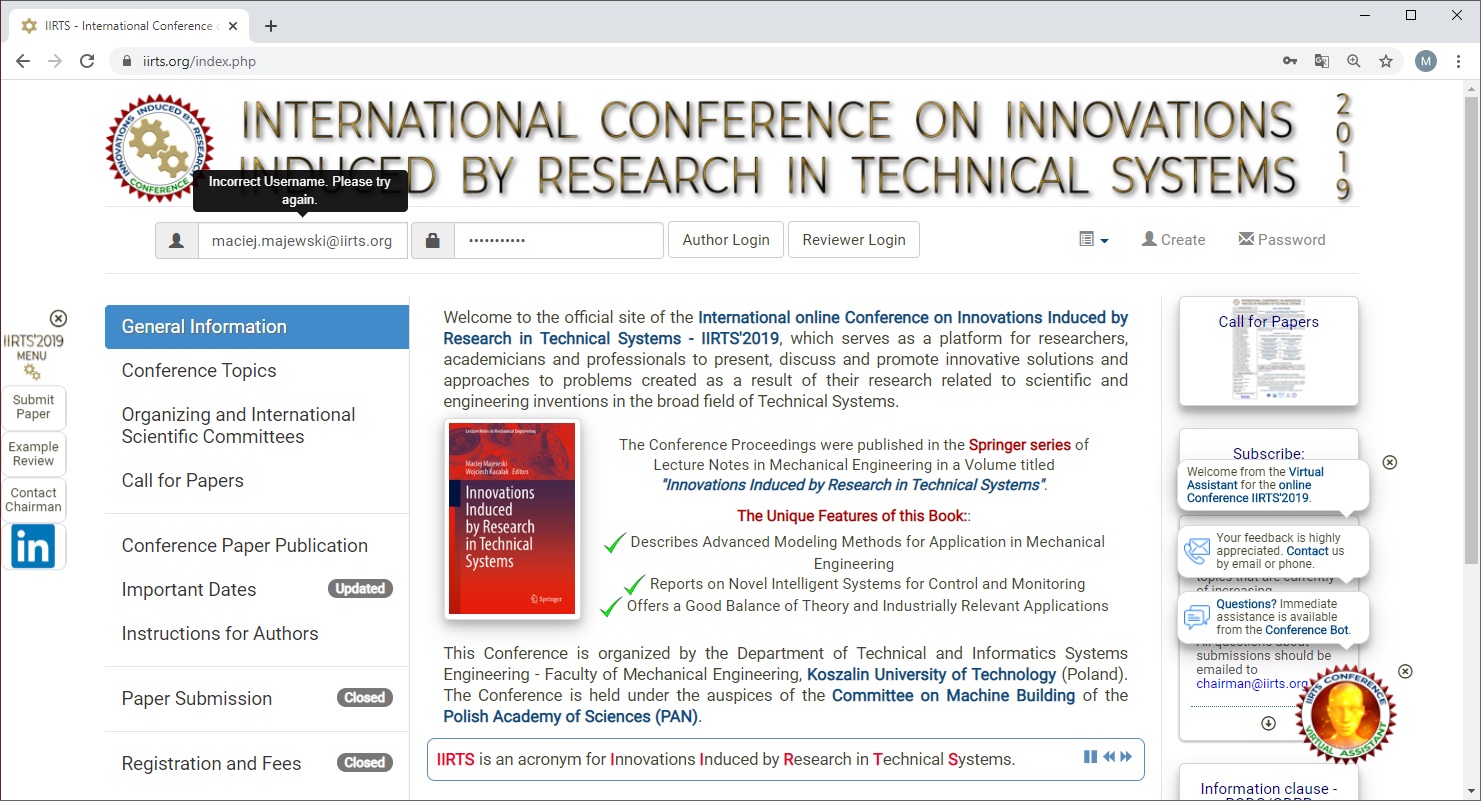 IIRTS - International Conference
iirts.org/index.php
M
INNOVATIONS INDUCED BY RESEARCH
CONFERENCE
INTERNATIONAL CONFERENCE ON INNOVATIONS
INDUCED BY RESEARCH IN TECHNICAL SYSTEMS
2019
Incorrect Username. Please try
again.
maciej.majewski@iirts.org
•••••••••••
Author Login
Reviewer Login
Create
Password
IIRTS'2019
MENU
Submit
Paper
Example
Review
Contact
Chairman
in
General Information
Conference Topics
Organizing and International
Scientific Committees
Call for Papers
Conference Paper Publication
Important Dates Updated
Instructions for Authors
Paper Submission Closed
Registration and Fees Closed
Welcome to the official site of the International online Conference on Innovations Induced by
Research in Technical Systems - IIRTS'2019, which serves as a platform for researchers,
academicians and professionals to present, discuss and promote innovative solutions and
approaches to problems created as a result of their research related to scientific and
engineering inventions in the broad field of Technical Systems.
Lecture Notes in Mechanical Engineering
Maciej Majewski
Wojciech Kacalak Editors
Innovations
Induced
by Research
in Technical
Systems
Springer
The Conference Proceedings were published in the Springer series of
Lecture Notes in Mechanical Engineering in a Volume titled
"Innovations Induced by Research in Technical Systems".
The Unique Features of this Book::
Describes Advanced Modeling Methods for Application in Mechanical
Engineering
Reports on Novel Intelligent Systems for Control and Monitoring
Offers a Good Balance of Theory and Industrially Relevant Applications
This Conference is organized by the Department of Technical and Informatics Systems
Engineering - Faculty of Mechanical Engineering, Koszalin University of Technology (Poland).
The Conference is held under the auspices of the Committee on Machine Building of the
Polish Academy of Sciences (PAN).
IIRTS is an acronym for Innovations Induced by Research in Technical Systems.
Call for Papers
Subscribe:
Welcome from the Virtual
Assistant for the online
Conference IIRTS'2019.
Your feedback is highly
appreciated. Contact us
by email or phone.
topics that are currently
of increasing
Questions? Immediate
assistance is available
from the Conference Bot.
All questions about
submissions should be
emailed to
chairman@iirts.org
IIRTS CONFERENCE
VIRTUAL ASSISTANT
Information clause -